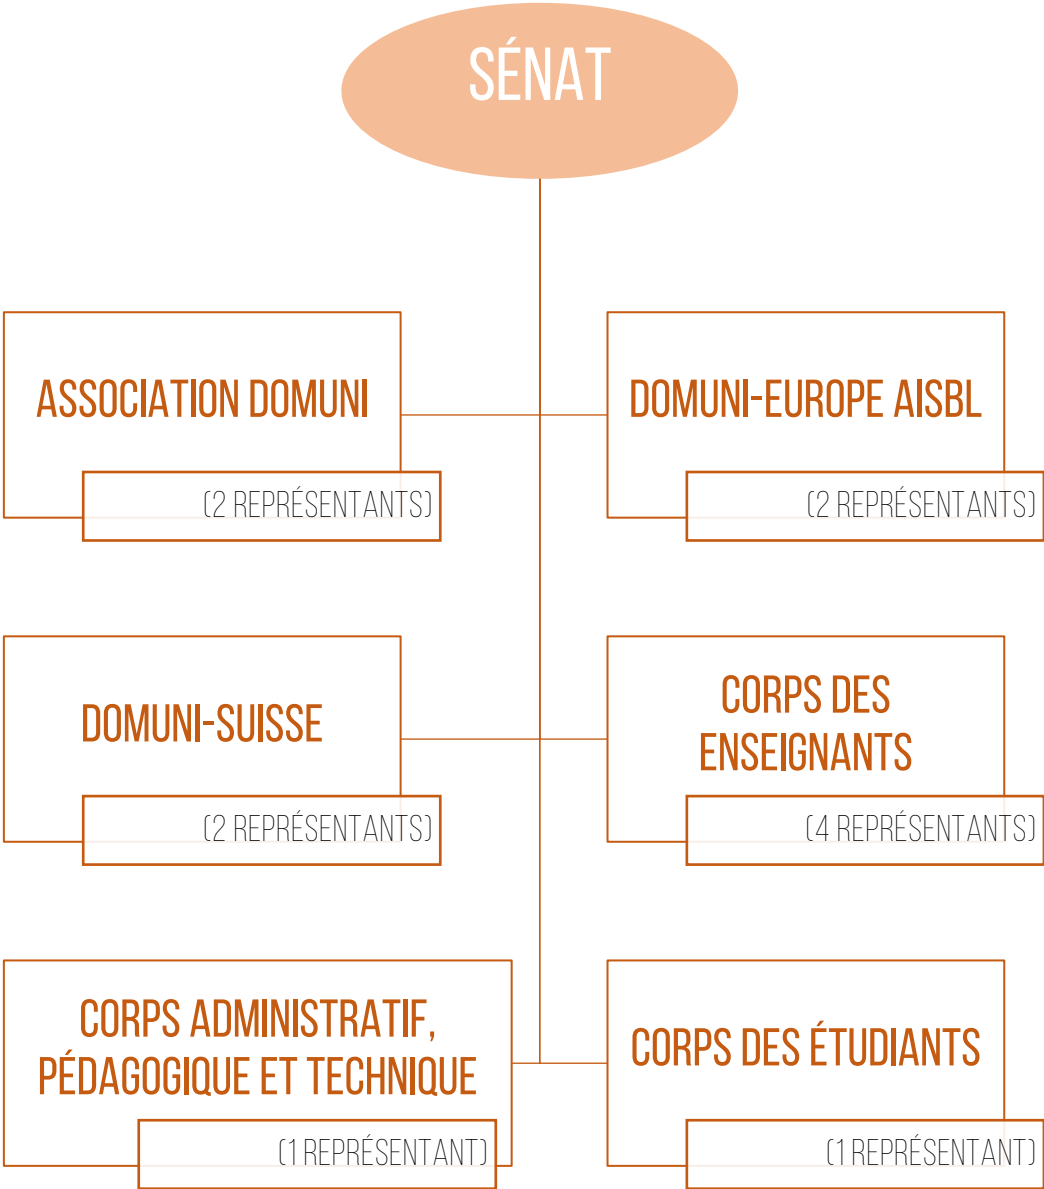 SÉNAT
ASSOCIATION DOMUNI
(2 REPRÉSENTANTS)
DOMUNI-EUROPE AISBL
(2 REPRÉSENTANTS)
DOMUNI-SUISSE
(2 REPRÉSENTANTS)
CORPS DES
ENSEIGNANTS
(4 REPRÉSENTANTS)
CORPS ADMINISTRATIF,
PÉDAGOGIQUE ET TECHNIQUE
(1 REPRÉSENTANT)
CORPS DES ÉTUDIANTS
(1 REPRÉSENTANT)